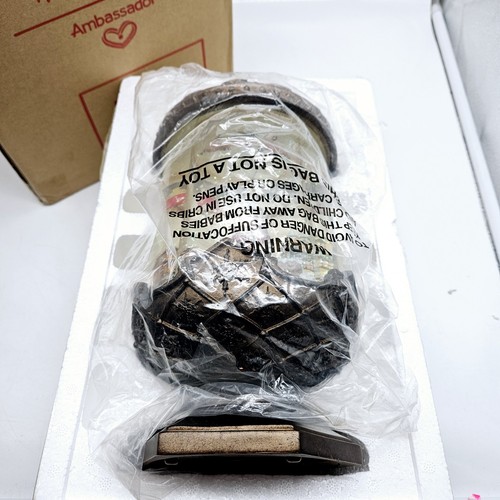 Ambassador
WARNING
TO AVOID DANGER OF SUFFOCATION
THIS BAG AWAY FROM BABIES
CHILDREN. DO NOT USE IN CRIBS
CARRIAGES OR PLAY PENS.
BAG IS NOT A TOY